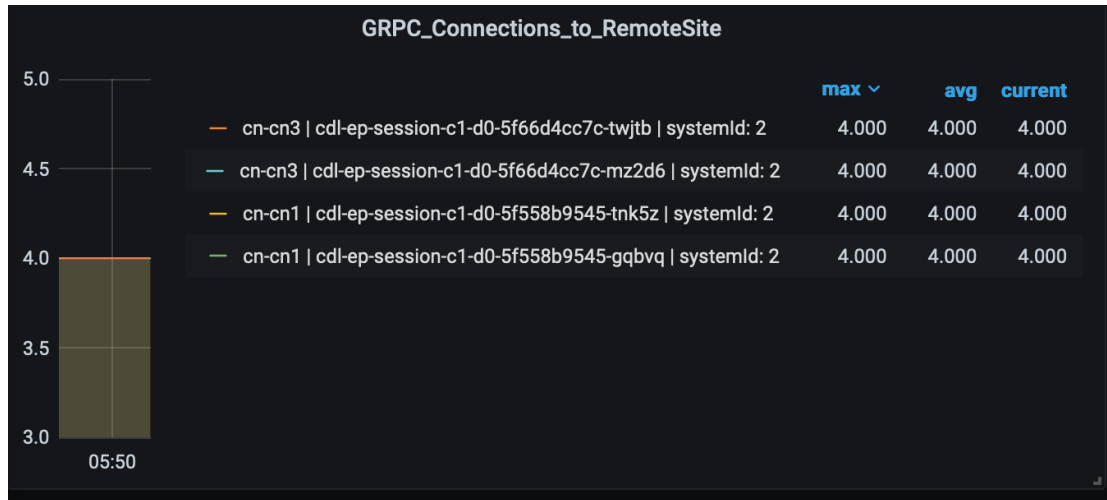 GRPC_Connections_to_RemoteSite
max avg current
cn-cn3 | cdl-ep-session-c1-d0-5f66d4cc7c-twjtb | systemId: 2 4.000 4.000 4.000
cn-cn3 | cdl-ep-session-c1-d0-5f66d4cc7c-mz2d6 | systemId: 2 4.000 4.000 4.000
cn-cn1 | cdl-ep-session-c1-d0-5f558b9545-tnk5z | systemId: 2 4.000 4.000 4.000
cn-cn1 | cdl-ep-session-c1-d0-5f558b9545-gqbvq | systemId: 2 4.000 4.000 4.000
5.0
4.5
4.0
3.5
3.0
05:50